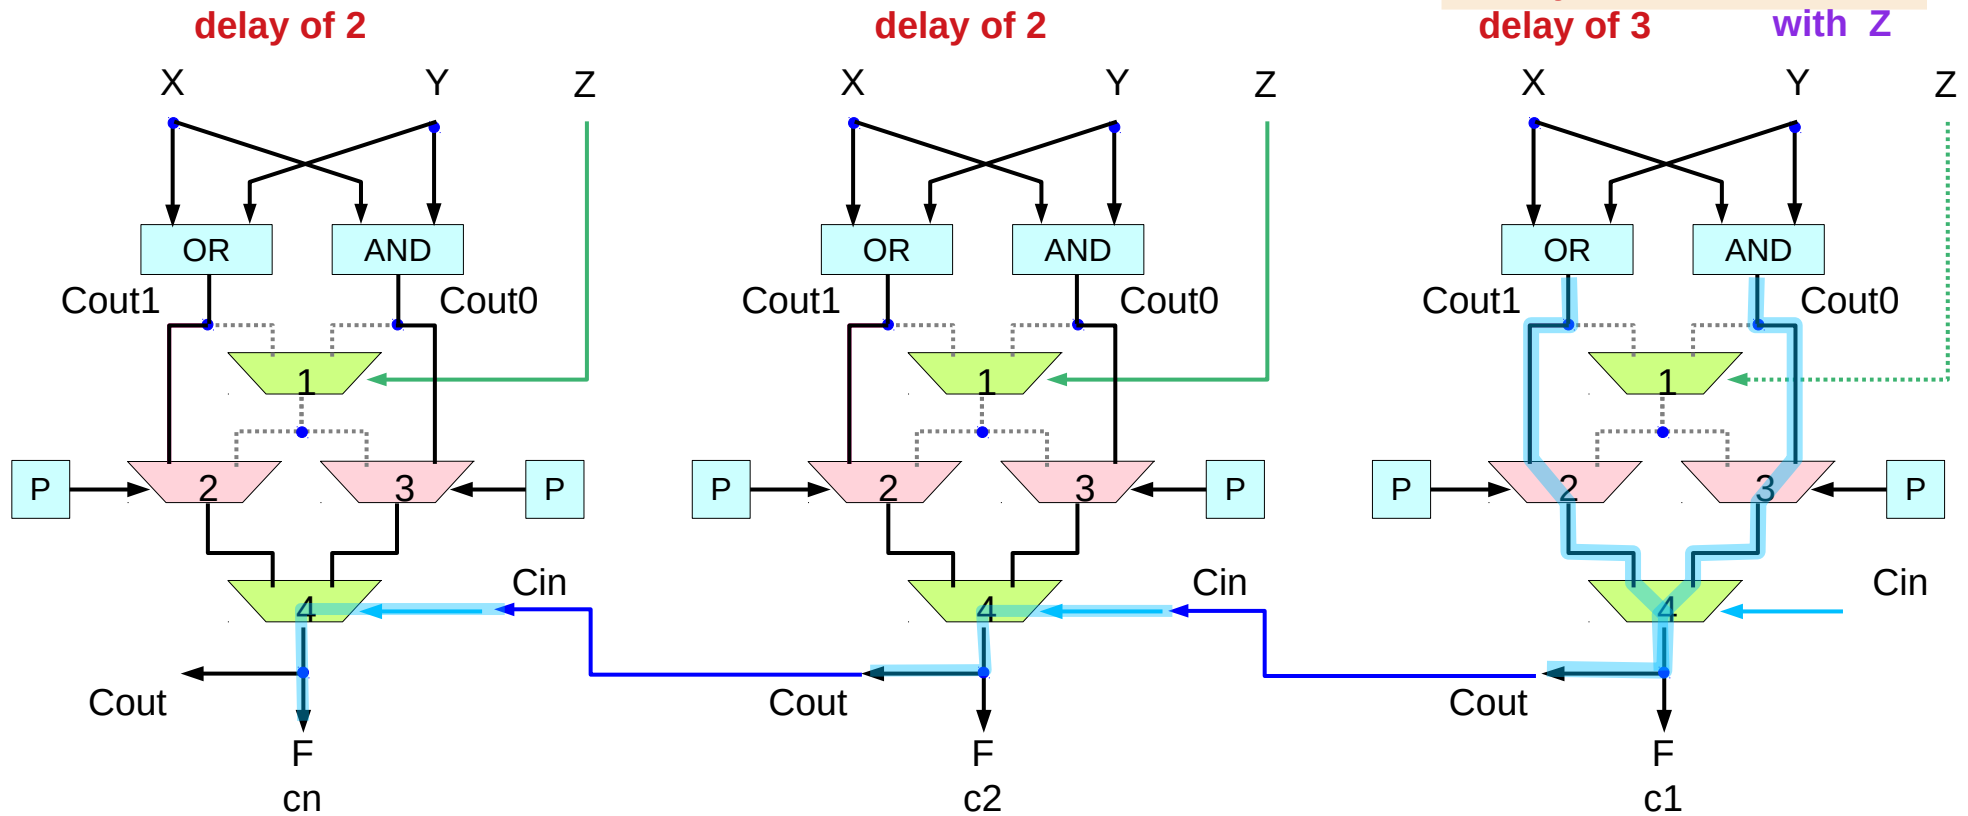 delay of 2
delay of 2
delay of 3
with Z
X Y Z
X Y Z
X Y Z
OR AND
OR AND
OR AND
Cout1 Cout0
Cout1 Cout0
Cout1 Cout0
1
1
1
P 2 3 P
P 2 3 P
P 2 3 P
4 Cin
4 Cin
4 Cin
Cout
Cout
Cout
F
F
F
cn
c2
c1